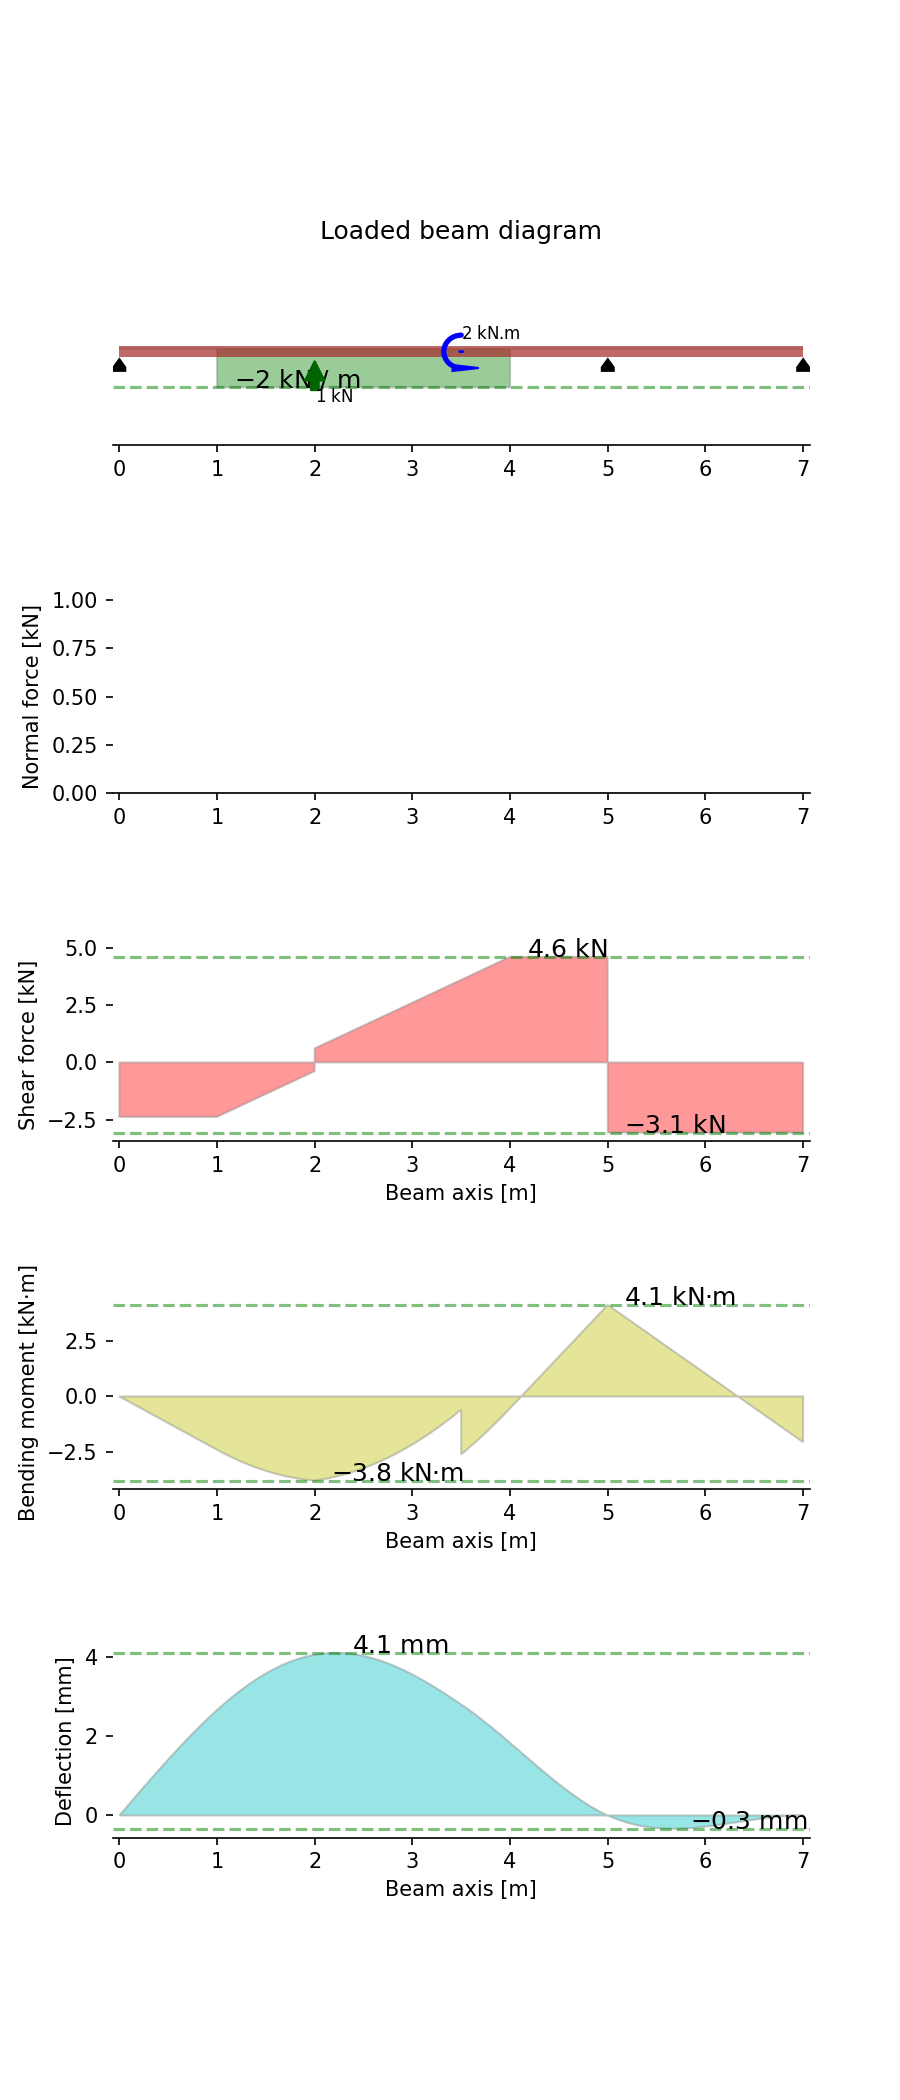 Loaded beam diagram
2 kN.m
−2 kN / m
1 kN
0 1 2 3 4 5 6 7
Normal force [kN]
1.00
0.75
0.50
0.25
0.00
0 1 2 3 4 5 6 7
Shear force [kN]
5.0
2.5
0.0
−2.5
4.6 kN
−3.1 kN
0 1 2 3 4 5 6 7
Beam axis [m]
Bending moment [kN·m]
2.5
0.0
−2.5
4.1 kN·m
−3.8 kN·m
0 1 2 3 4 5 6 7
Beam axis [m]
Deflection [mm]
4
2
0
4.1 mm
−0.3 mm
0 1 2 3 4 5 6 7
Beam axis [m]